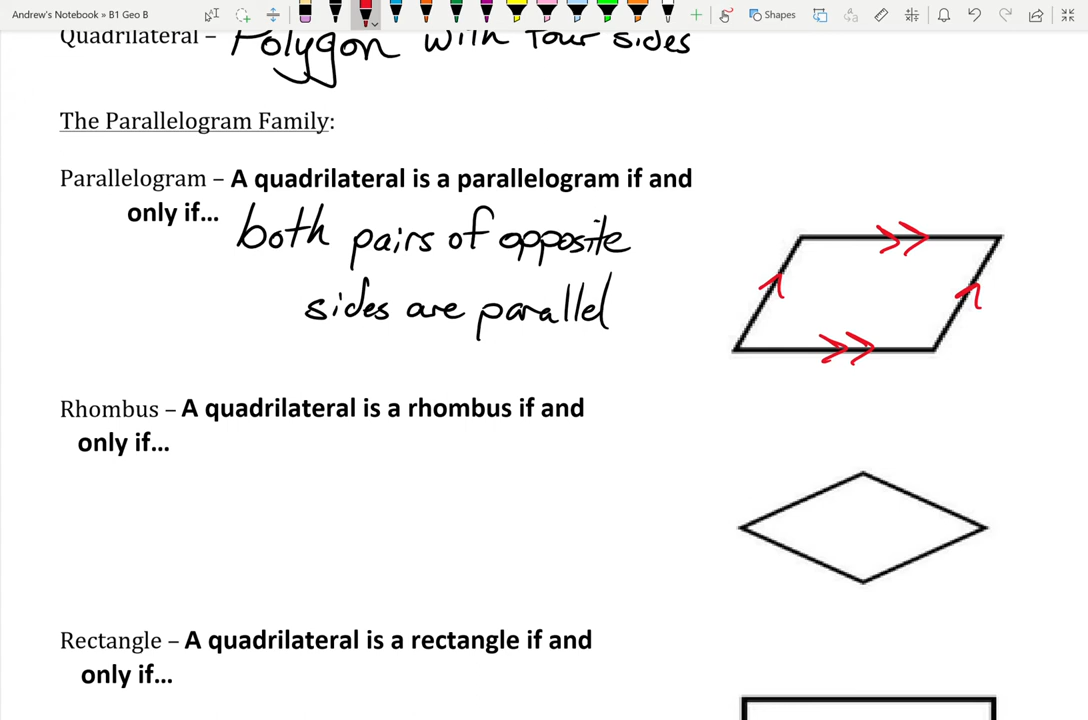 Andrew's Notebook » B1 Geo B
Shapes
Quadrilateral – Polygon with four sides
The Parallelogram Family:
Parallelogram – A quadrilateral is a parallelogram if and
only if... both pairs of opposite
sides are parallel
Rhombus – A quadrilateral is a rhombus if and
only if...
Rectangle – A quadrilateral is a rectangle if and
only if...